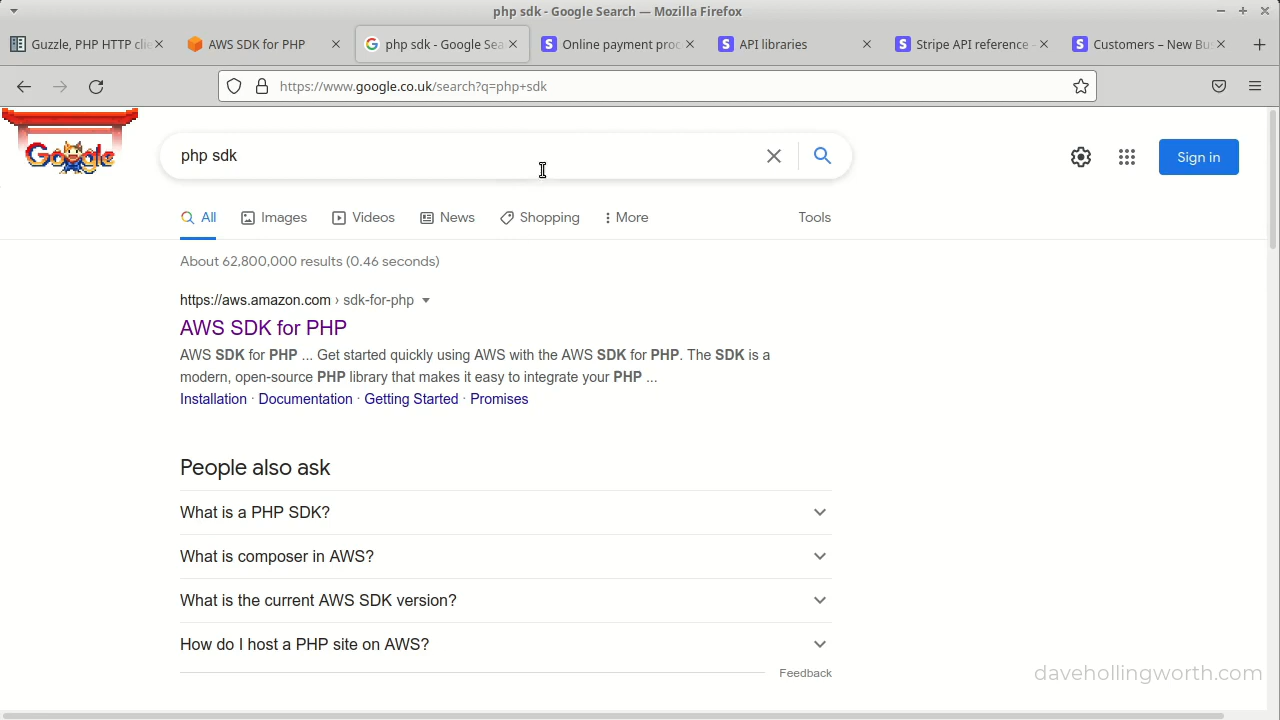 php sdk - Google Search — Mozilla Firefox
Guzzle, PHP HTTP clie
AWS SDK for PHP
php sdk - Google Sea
Online payment proc
API libraries
Stripe API reference –
Customers – New Bu
https://www.google.co.uk/search?q=php+sdk
Google
php sdk
Sign in
All
Images
Videos
News
Shopping
More
Tools
About 62,800,000 results (0.46 seconds)
https://aws.amazon.com › sdk-for-php
AWS SDK for PHP
AWS SDK for PHP ... Get started quickly using AWS with the AWS SDK for PHP. The SDK is a
modern, open-source PHP library that makes it easy to integrate your PHP ...
Installation · Documentation · Getting Started · Promises
People also ask
What is a PHP SDK?
What is composer in AWS?
What is the current AWS SDK version?
How do I host a PHP site on AWS?
Feedback
davehollingworth.com